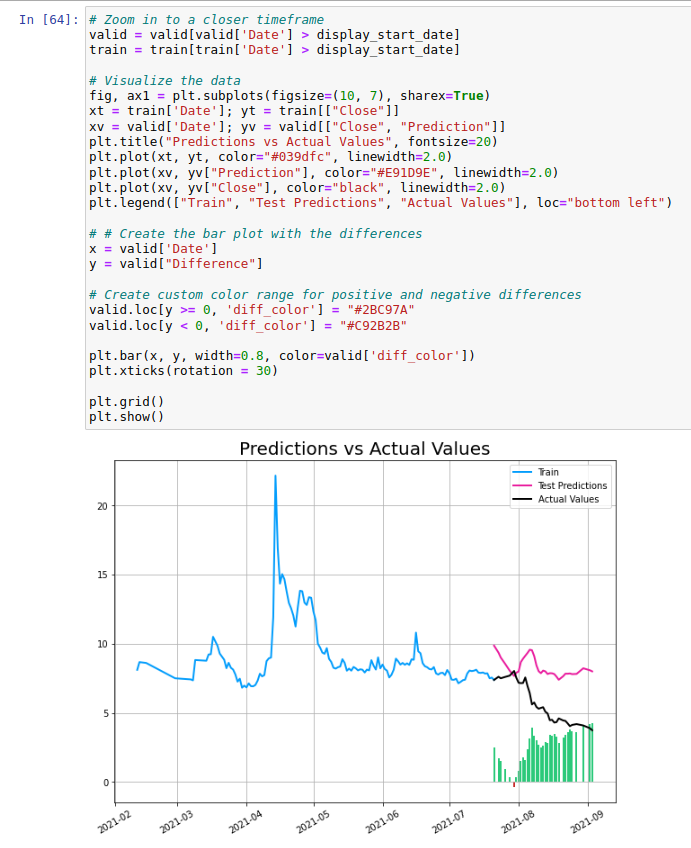 In [64]:
# Zoom in to a closer timeframe
valid = valid[valid['Date'] > display_start_date]
train = train[train['Date'] > display_start_date]
# Visualize the data
fig, ax1 = plt.subplots(figsize=(10, 7), sharex=True)
xt = train['Date']; yt = train[["Close"]]
xv = valid['Date']; yv = valid[["Close", "Prediction"]]
plt.title("Predictions vs Actual Values", fontsize=20)
plt.plot(xt, yt, color="#039dfc", linewidth=2.0)
plt.plot(xv, yv["Prediction"], color="#E91D9E", linewidth=2.0)
plt.plot(xv, yv["Close"], color="black", linewidth=2.0)
plt.legend(["Train", "Test Predictions", "Actual Values"], loc="bottom left")
# # Create the bar plot with the differences
x = valid['Date']
y = valid["Difference"]
# Create custom color range for positive and negative differences
valid.loc[y >= 0, 'diff_color'] = "#2BC97A"
valid.loc[y < 0, 'diff_color'] = "#C92B2B"
plt.bar(x, y, width=0.8, color=valid['diff_color'])
plt.xticks(rotation = 30)
plt.grid()
plt.show()
Predictions vs Actual Values
Train
Test Predictions
Actual Values
20
15
10
5
0
2021-02
2021-03
2021-04
2021-05
2021-06
2021-07
2021-08
2021-09